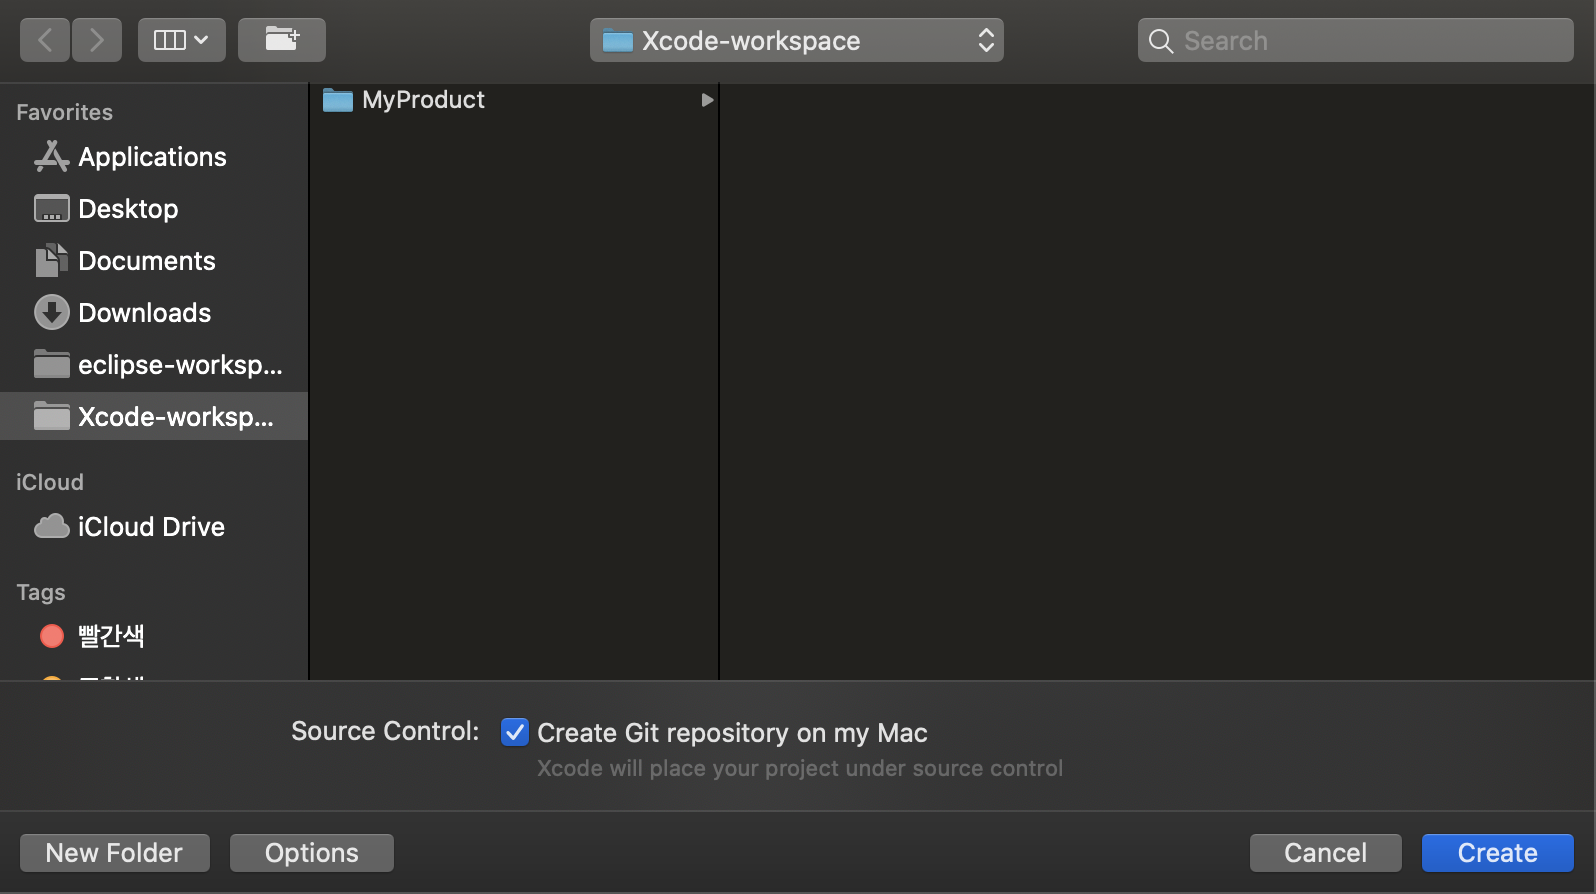 Xcode-workspace
Search
Favorites
Applications
Desktop
Documents
Downloads
eclipse-worksp...
Xcode-worksp...
iCloud
iCloud Drive
Tags
빨간색
MyProduct
Source Control:
Create Git repository on my Mac
Xcode will place your project under source control
New Folder
Options
Cancel
Create